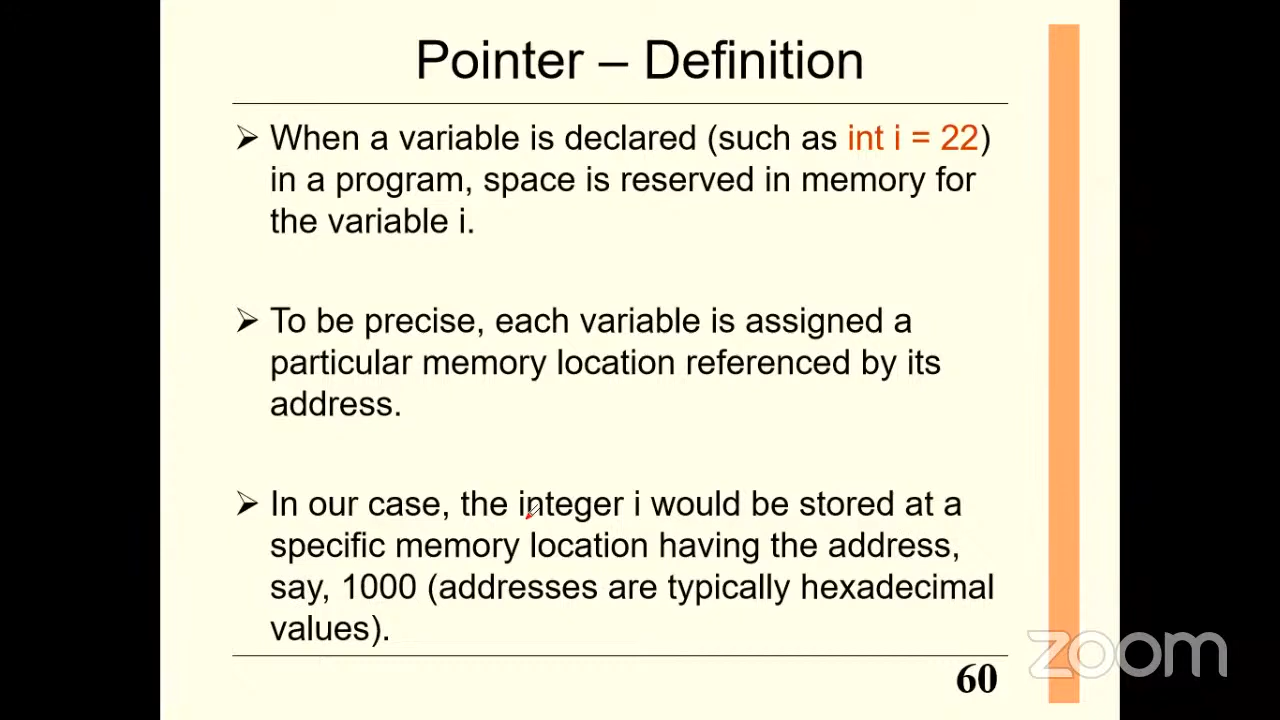 Pointer – Definition
➢ When a variable is declared (such as int i = 22)
in a program, space is reserved in memory for
the variable i.
➢ To be precise, each variable is assigned a
particular memory location referenced by its
address.
➢ In our case, the integer i would be stored at a
specific memory location having the address,
say, 1000 (addresses are typically hexadecimal
values).
60
zoom